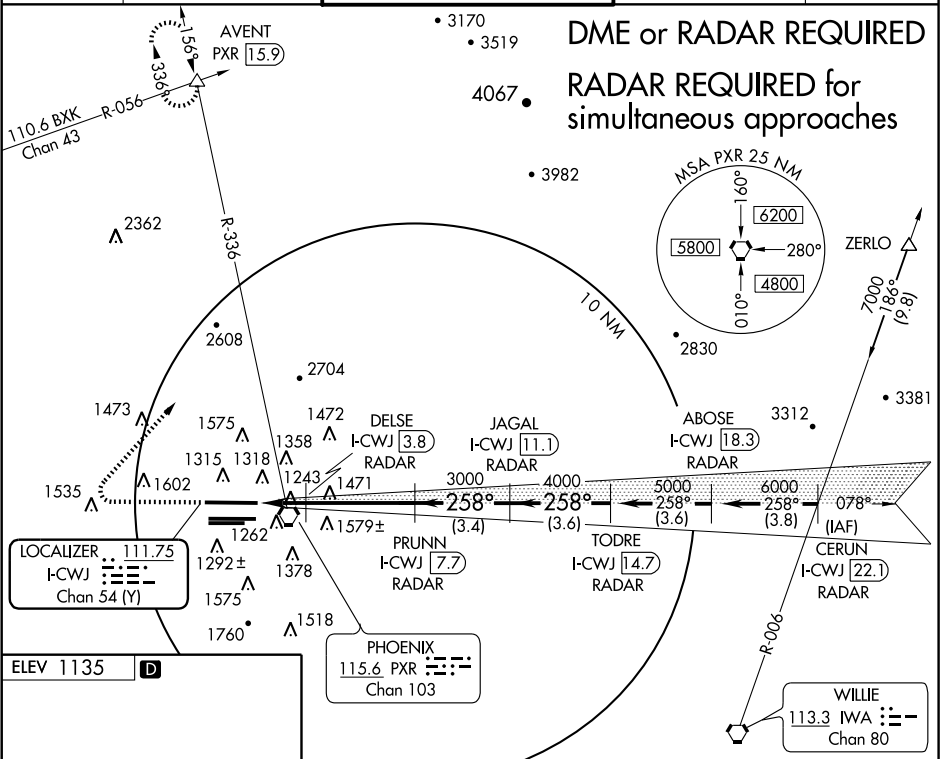 3170
3519
4067
3982
DME or RADAR REQUIRED
RADAR REQUIRED for
simultaneous approaches
AVENT
PXR 15.9
156°
336°
110.6 BXK
Chan 43
R-056
R-336
2362
MSA PXR 25 NM
160°
6200
5800
280°
4800
010°
ZERLO
7000
186°
(9.8)
10 NM
2608
2830
2704
3381
3312
1473
1575
1472
1358
1315
1318
1243
1471
1602
1535
1579±
1262
1292±
1378
1575
1760
1518
DELSE
I-CWJ 3.8
RADAR
JAGAL
I-CWJ 11.1
RADAR
ABOSE
I-CWJ 18.3
RADAR
3000
258°
(3.4)
4000
258°
(3.6)
5000
258°
(3.6)
6000
258°
(3.8)
078°
(IAF)
CERUN
I-CWJ 22.1
RADAR
PRUNN
I-CWJ 7.7
RADAR
TODRE
I-CWJ 14.7
RADAR
LOCALIZER 111.75
I-CWJ
Chan 54 (Y)
PHOENIX
115.6 PXR
Chan 103
R-006
WILLIE
113.3 IWA
Chan 80
ELEV 1135 D